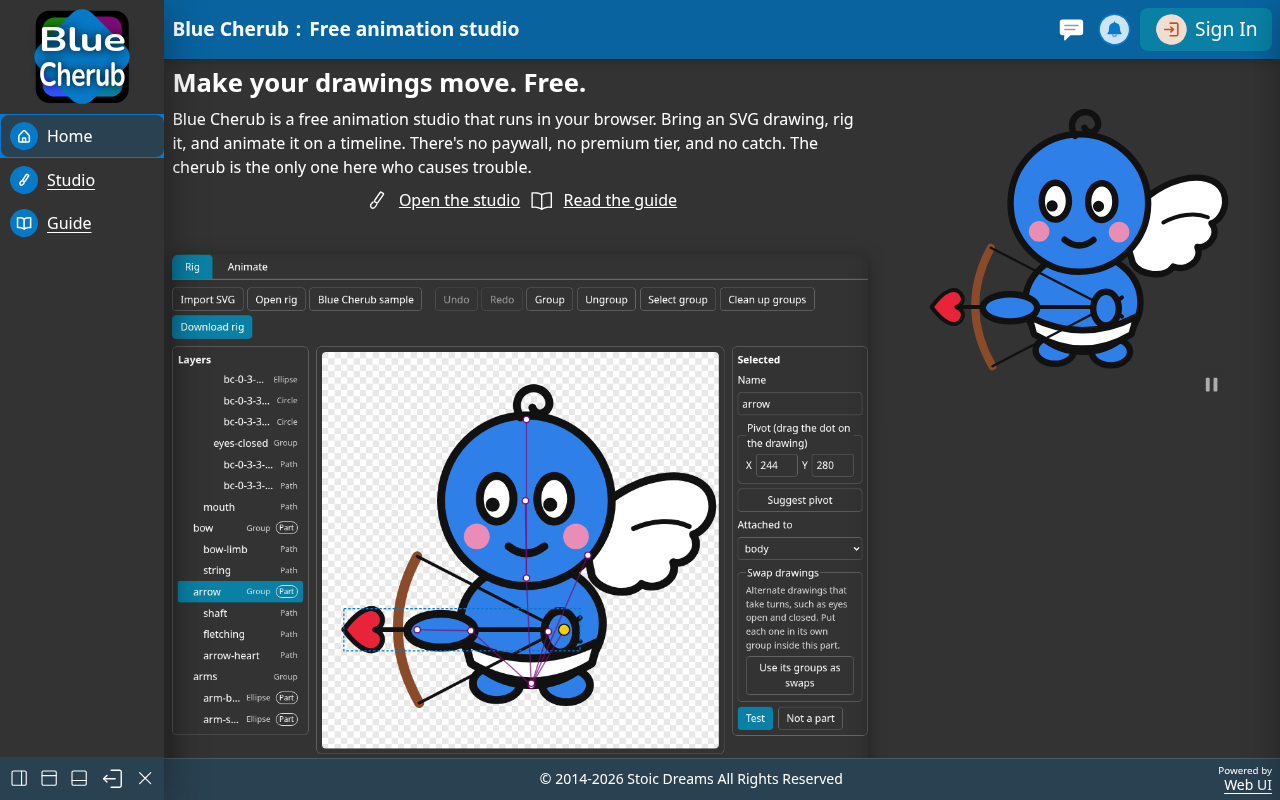 Blue
Cherub
Blue Cherub : Free animation studio
Sign In
Home
Studio
Guide
Make your drawings move. Free.
Blue Cherub is a free animation studio that runs in your browser. Bring an SVG drawing, rig
it, and animate it on a timeline. There's no paywall, no premium tier, and no catch. The
cherub is the only one here who causes trouble.
Open the studio Read the guide
Rig Animate
Import SVG Open rig Blue Cherub sample Undo Redo Group Ungroup Select group Clean up groups
Download rig
Layers
bc-0-3-... Ellipse
bc-0-3-3... Circle
bc-0-3-3... Circle
eyes-closed Group
bc-0-3-3-... Path
bc-0-3-3-... Path
mouth Path
bow Group Part
bow-limb Path
string Path
arrow Group Part
shaft Path
fletching Path
arrow-heart Path
arms Group
arm-b... Ellipse Part
arm-s... Ellipse Part
Selected
Name
arrow
Pivot (drag the dot on
the drawing)
X 244 Y 280
Suggest pivot
Attached to
body
Swap drawings
Alternate drawings that
take turns, such as eyes
open and closed. Put
each one in its own
group inside this part.
Use its groups as
swaps
Test Not a part
© 2014-2026 Stoic Dreams All Rights Reserved
Powered by
Web UI